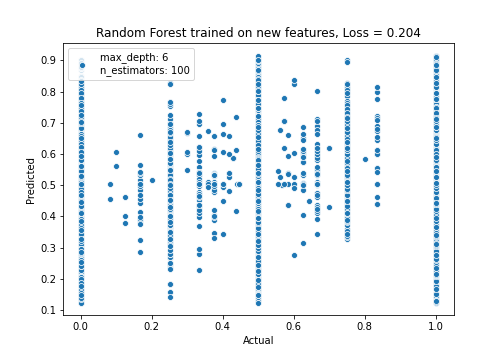 Random Forest trained on new features, Loss = 0.204
max_depth: 6
n_estimators: 100
Predicted
0.9
0.8
0.7
0.6
0.5
0.4
0.3
0.2
0.1
0.0 0.2 0.4 0.6 0.8 1.0
Actual